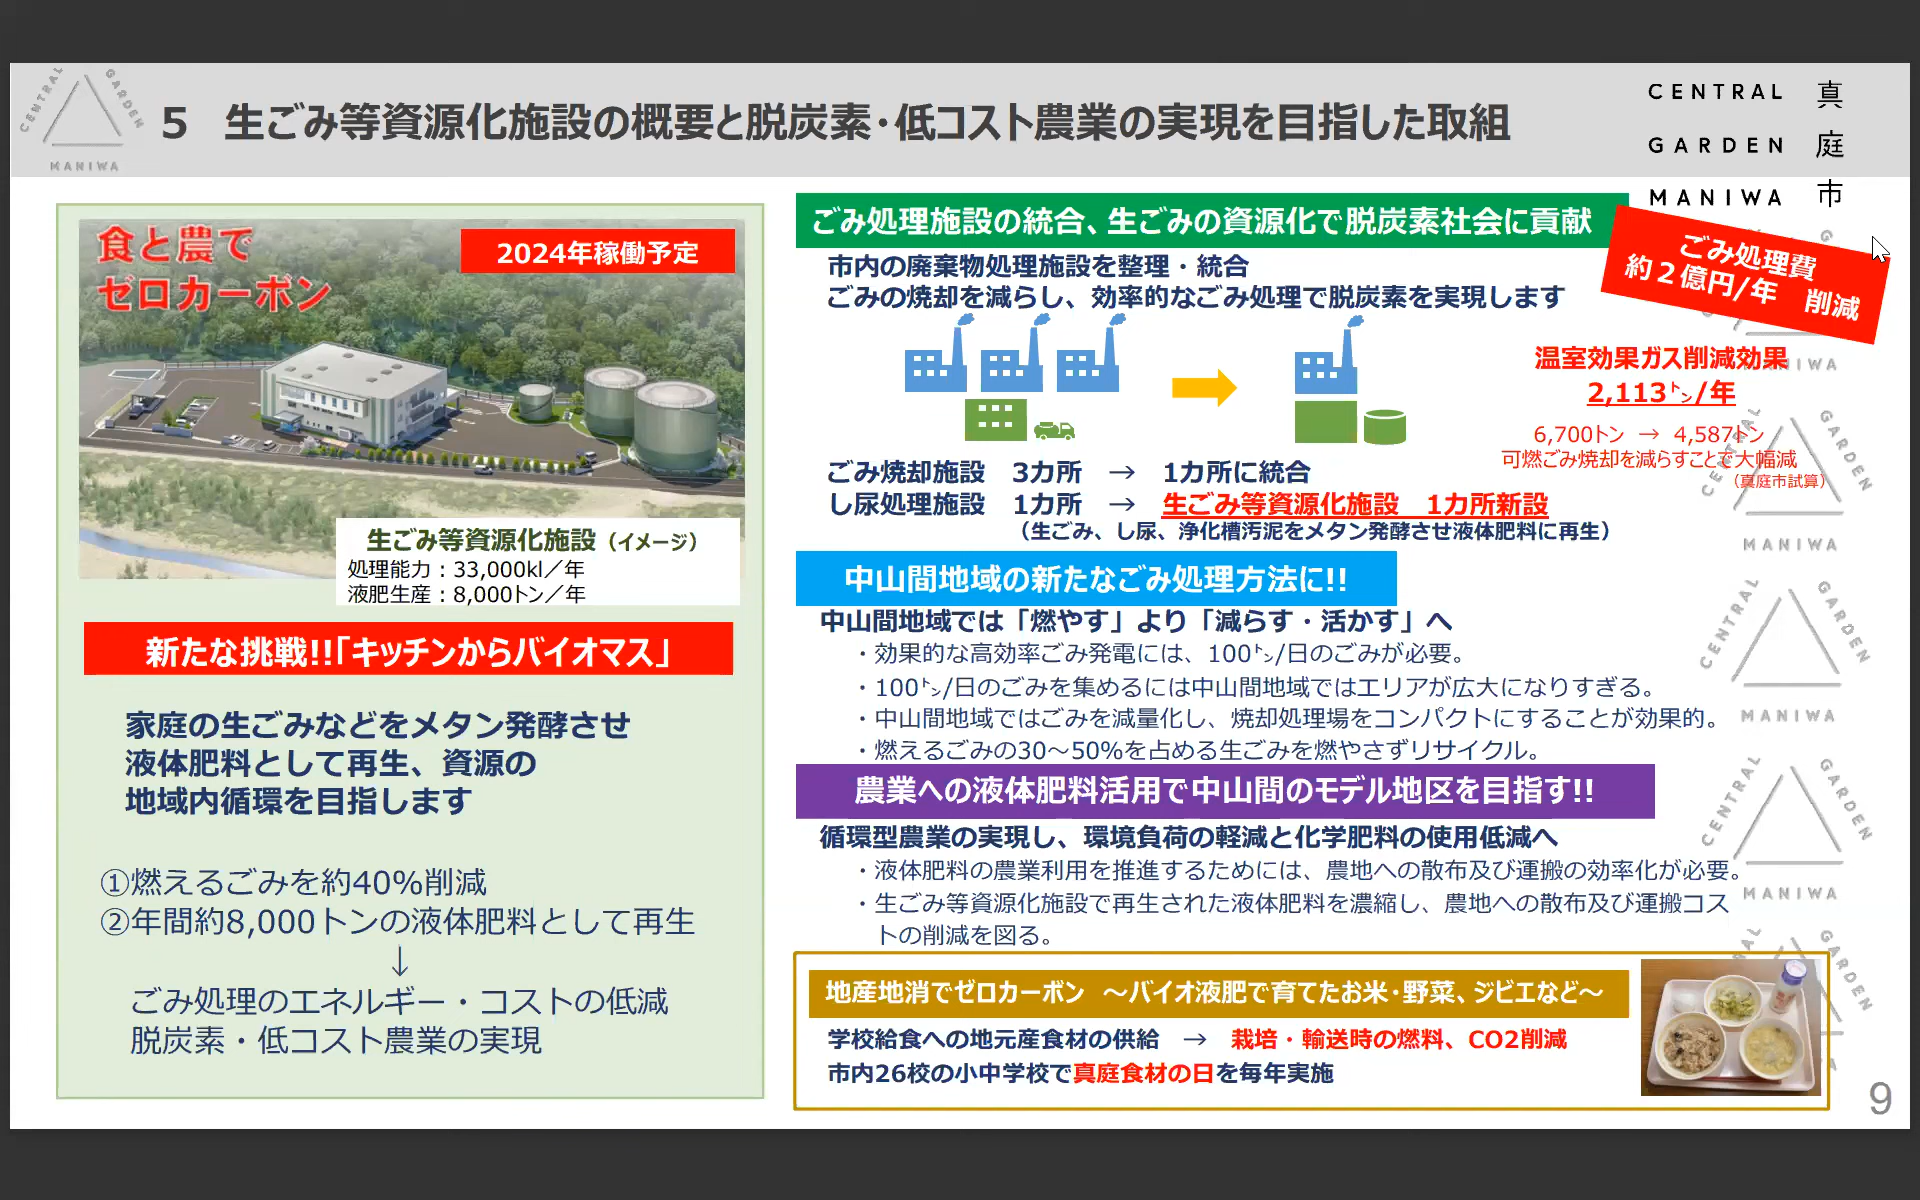 CENTRAL GARDEN MANIWA
5 生ごみ等資源化施設の概要と脱炭素・低コスト農業の実現を目指した取組
CENTRAL
GARDEN
MANIWA
真庭市
食と農で
ゼロカーボン
2024年稼働予定
生ごみ等資源化施設（イメージ）
処理能力：33,000kl／年
液肥生産：8,000トン／年
新たな挑戦!!「キッチンからバイオマス」
家庭の生ごみなどをメタン発酵させ
液体肥料として再生、資源の
地域内循環を目指します
①燃えるごみを約40%削減
②年間約8,000トンの液体肥料として再生
↓
ごみ処理のエネルギー・コストの低減
脱炭素・低コスト農業の実現
ごみ処理施設の統合、生ごみの資源化で脱炭素社会に貢献
市内の廃棄物処理施設を整理・統合
ごみの焼却を減らし、効率的なごみ処理で脱炭素を実現します
ごみ処理費
約２億円/年 削減
温室効果ガス削減効果
2,113㌧/年
6,700トン → 4,587トン
可燃ごみ焼却を減らすことで大幅減
（真庭市試算）
ごみ焼却施設 3カ所 → 1カ所に統合
し尿処理施設 1カ所 → 生ごみ等資源化施設 1カ所新設
（生ごみ、し尿、浄化槽汚泥をメタン発酵させ液体肥料に再生）
中山間地域の新たなごみ処理方法に!!
中山間地域では「燃やす」より「減らす・活かす」へ
・効果的な高効率ごみ発電には、100㌧/日のごみが必要。
・100㌧/日のごみを集めるには中山間地域ではエリアが広大になりすぎる。
・中山間地域ではごみを減量化し、焼却処理場をコンパクトにすることが効果的。
・燃えるごみの30～50%を占める生ごみを燃やさずリサイクル。
農業への液体肥料活用で中山間のモデル地区を目指す!!
循環型農業の実現し、環境負荷の軽減と化学肥料の使用低減へ
・液体肥料の農業利用を推進するためには、農地への散布及び運搬の効率化が必要。
・生ごみ等資源化施設で再生された液体肥料を濃縮し、農地への散布及び運搬コス
トの削減を図る。
地産地消でゼロカーボン ～バイオ液肥で育てたお米・野菜、ジビエなど～
学校給食への地元産食材の供給 → 栽培・輸送時の燃料、CO2削減
市内26校の小中学校で真庭食材の日を毎年実施
MANIWA
CENTRAL GARDEN MANIWA
CENTRAL GARDEN MANIWA
CENTRAL GARDEN MANIWA
GARDEN
9